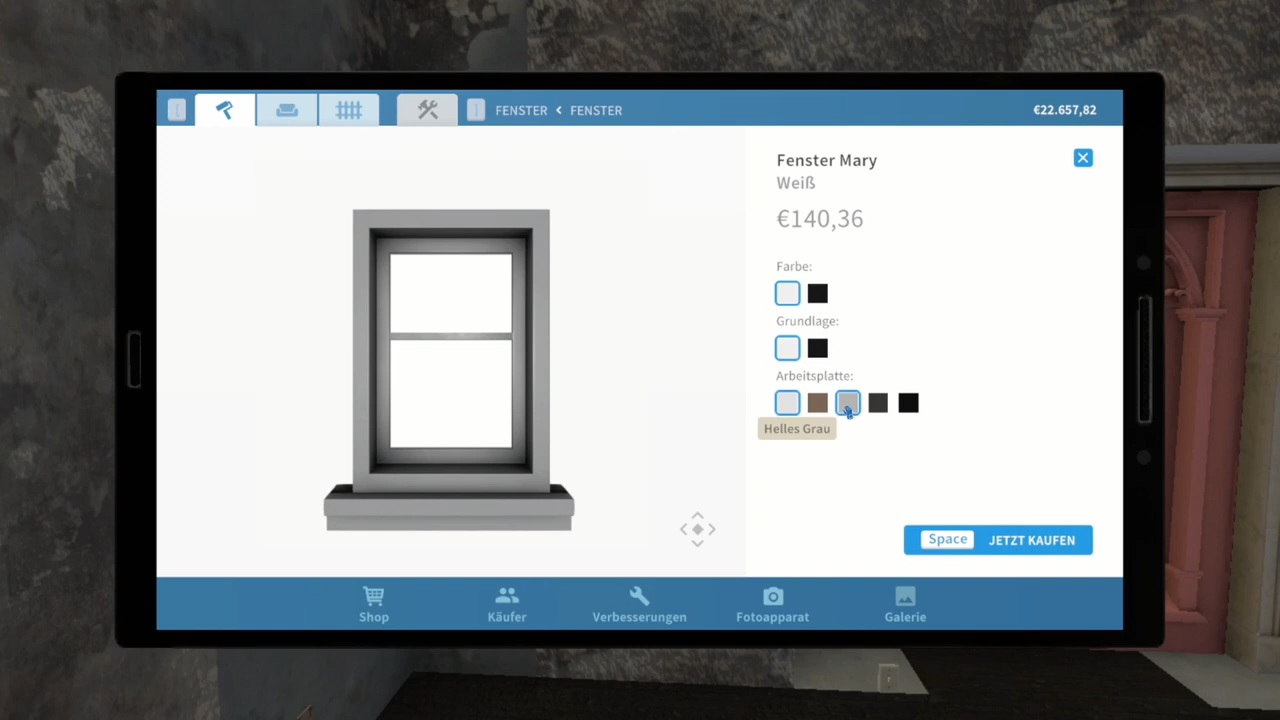 FENSTER < FENSTER
€22.657,82
Fenster Mary
Weiß
€140,36
Farbe:
Grundlage:
Arbeitsplatte:
Helles Grau
Space JETZT KAUFEN
Shop
Käufer
Verbesserungen
Fotoapparat
Galerie